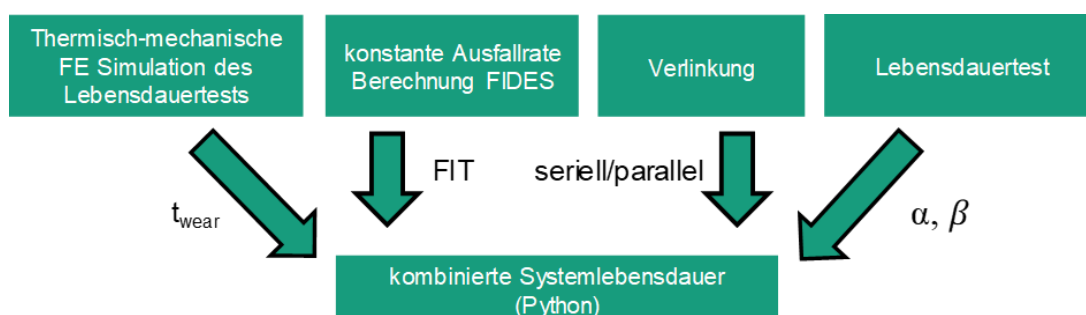 Thermisch-mechanische
FE Simulation des
Lebensdauertests
konstante Ausfallrate
Berechnung FIDES
Verlinkung
Lebensdauertest
t_wear
FIT
seriell/parallel
α, β
kombinierte Systemlebensdauer
(Python)